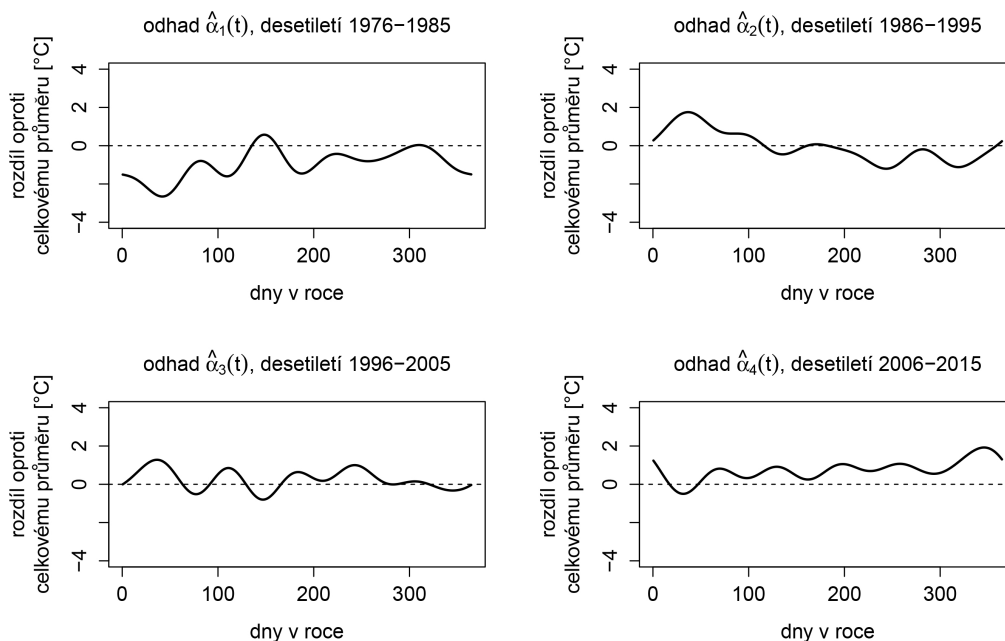 odhad α̂₁(t), desetiletí 1976−1985
rozdíl oproti
celkovému průměru [°C]
4
2
0
−4
0
100
200
300
dny v roce
odhad α̂₂(t), desetiletí 1986−1995
rozdíl oproti
celkovému průměru [°C]
4
2
0
−4
0
100
200
300
dny v roce
odhad α̂₃(t), desetiletí 1996−2005
rozdíl oproti
celkovému průměru [°C]
4
2
0
−4
0
100
200
300
dny v roce
odhad α̂₄(t), desetiletí 2006−2015
rozdíl oproti
celkovému průměru [°C]
4
2
0
−4
0
100
200
300
dny v roce